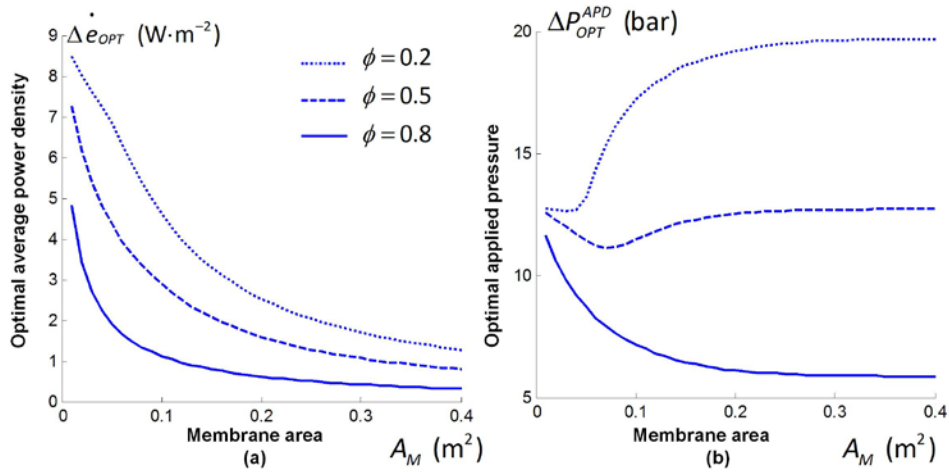 Δė_OPT (W·m⁻²)
Optimal average power density
9
8
7
6
5
4
3
2
1
0
ϕ = 0.2
ϕ = 0.5
ϕ = 0.8
0
0.1
0.2
0.3
0.4
Membrane area A_M (m²)
(a)
ΔP_OPT^APD (bar)
Optimal applied pressure
20
15
10
5
0
0.1
0.2
0.3
0.4
Membrane area A_M (m²)
(b)